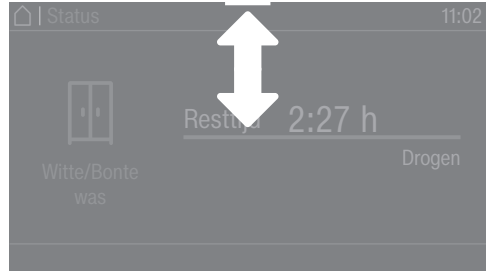 Status 11:02
Resttijd 2:27 h
Drogen
Witte/Bonte
was